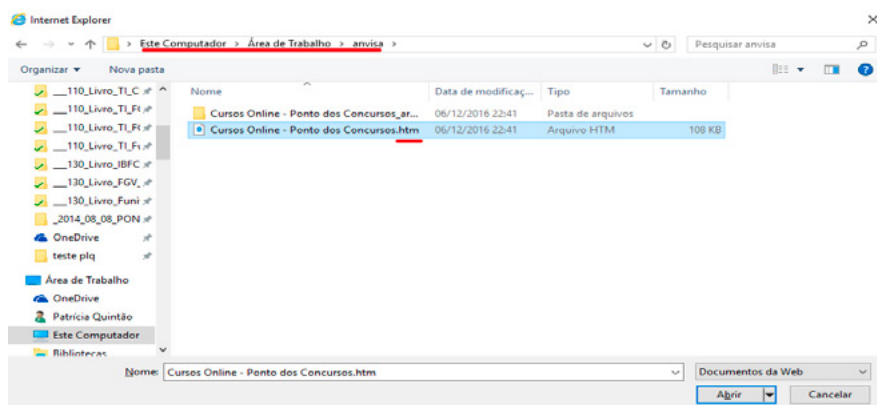 Internet Explorer
Este Computador > Área de Trabalho > anvisa >
Pesquisar anvisa
Organizar
Nova pasta
Nome
Data de modificaç...
Tipo
Tamanho
Cursos Online - Ponto dos Concursos_ar...
06/12/2016 22:41
Pasta de arquivos
Cursos Online - Ponto dos Concursos.htm
06/12/2016 22:41
Arquivo HTM
108 KB
__110_Livro_TI_C
__110_Livro_TI_F(
__110_Livro_TI_F(
__110_Livro_TI_F(
__130_Livro_IBFC
__130_Livro_FGV_
__130_Livro_Funi
_2014_08_08_PON
OneDrive
teste plq
Área de Trabalho
OneDrive
Patrícia Quintão
Este Computador
Bibliotecas
Nome:
Cursos Online - Ponto dos Concursos.htm
Documentos da Web
Abrir
Cancelar